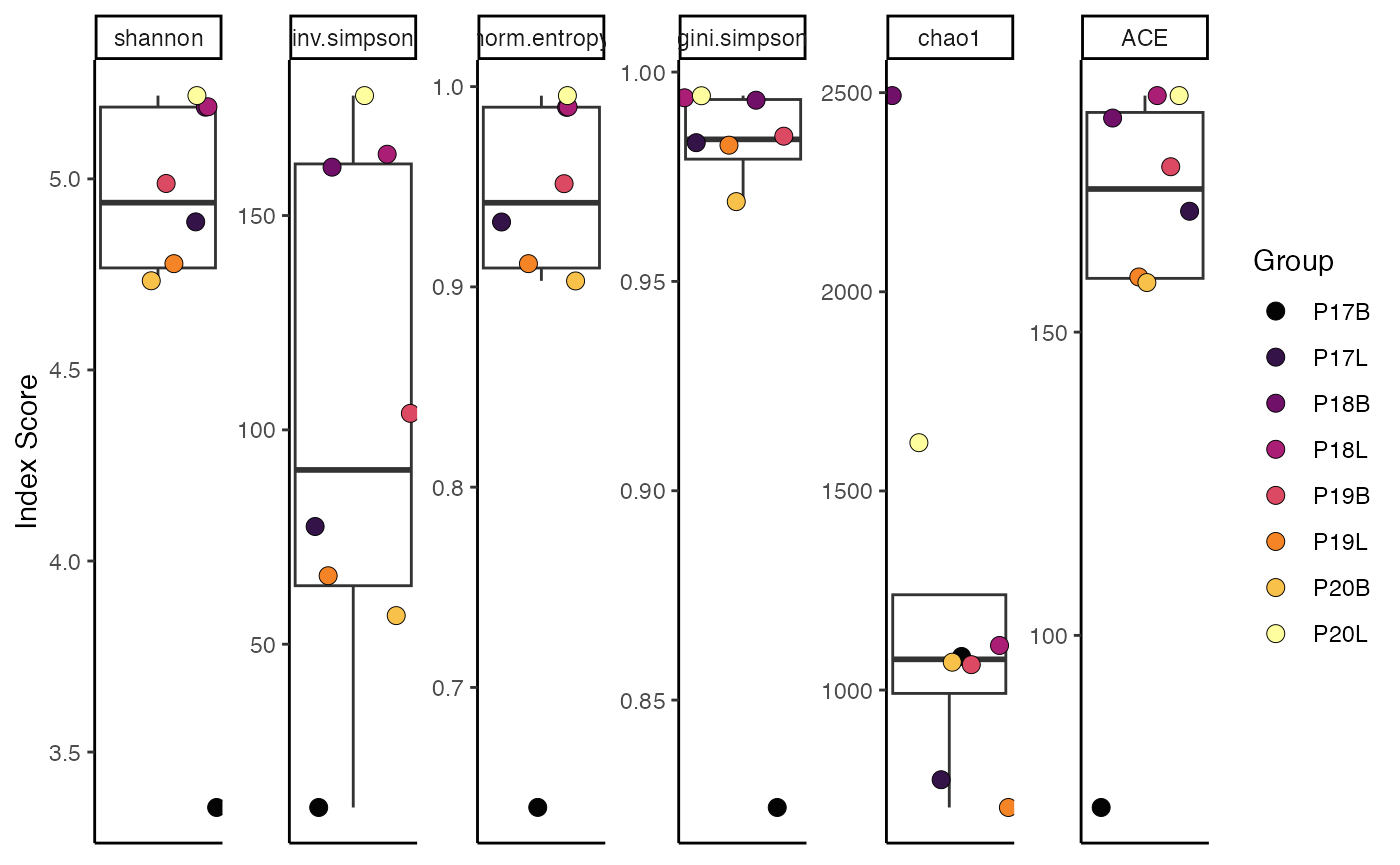 shannon
inv.simpson
norm.entropy
gini.simpson
chao1
ACE
Index Score
5.0
4.5
4.0
3.5
150
100
50
1.0
0.9
0.8
0.7
1.00
0.95
0.90
0.85
2500
2000
1500
1000
150
100
Group
P17B
P17L
P18B
P18L
P19B
P19L
P20B
P20L